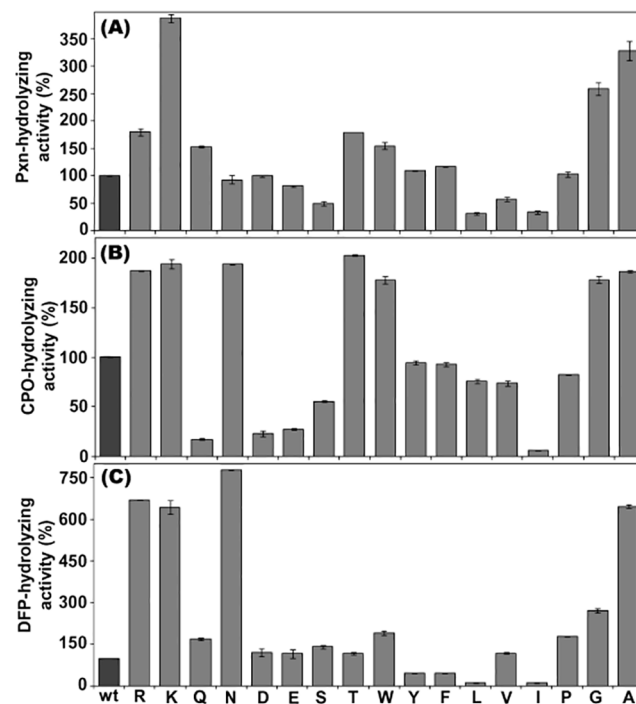 (A)
Pxn-hydrolyzing
activity (%)
350
300
250
200
150
100
50
0
(B)
CPO-hydrolyzing
activity (%)
200
150
100
50
0
(C)
DFP-hydrolyzing
activity (%)
750
600
450
300
150
0
wt R K Q N D E S T W Y F L V I P G A